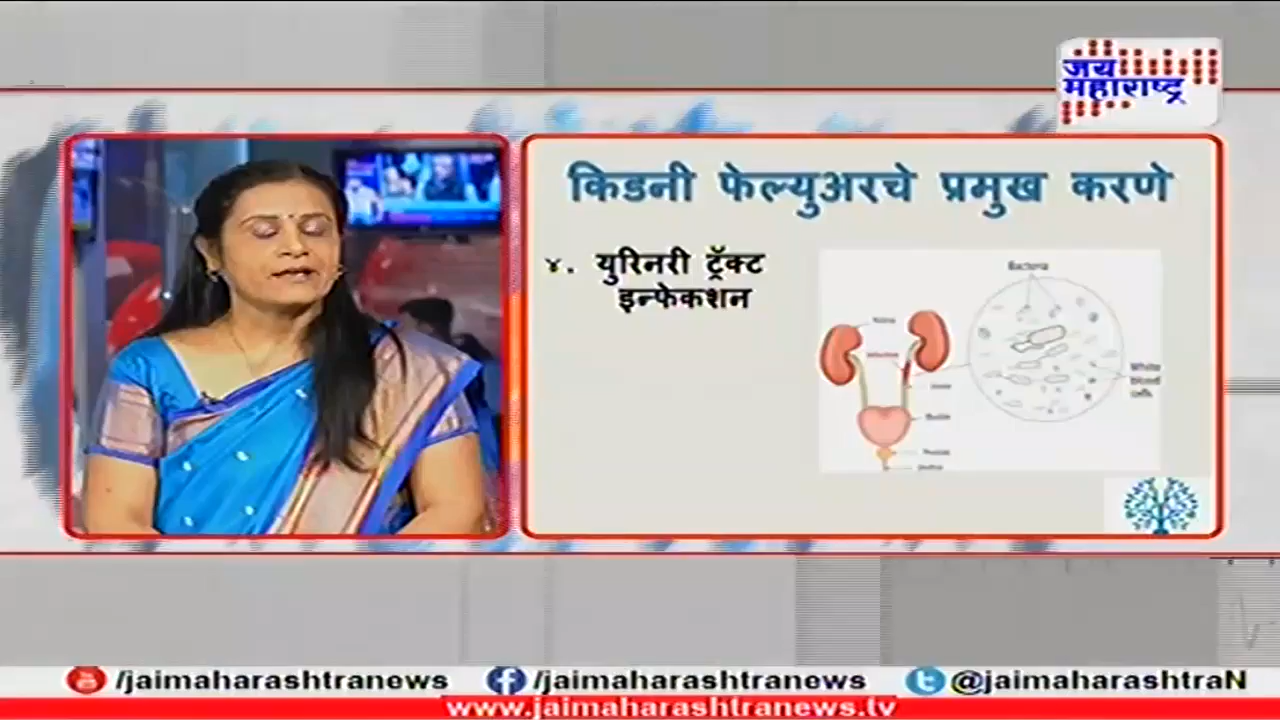 जय
महाराष्ट्र
किडनी फेल्युअरचे प्रमुख करणे
४. युरिनरी ट्रॅक्ट
इन्फेकशन
Bacteria
White
blood
cells
/jaimaharashtranews
/jaimaharashtranews
@jaimaharashtraN
www.jaimaharashtranews.tv